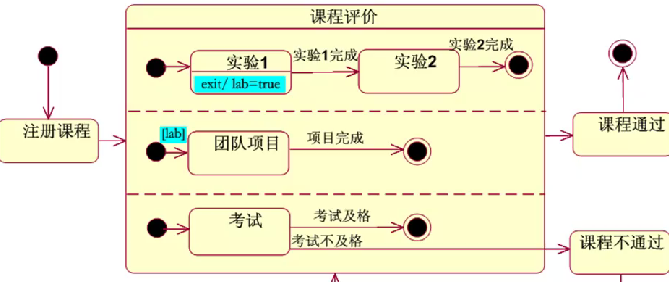 课程评价
实验1
exit/ lab=true
实验1完成
实验2
实验2完成
注册课程
[lab]
团队项目
项目完成
课程通过
考试
考试及格
考试不及格
课程不通过